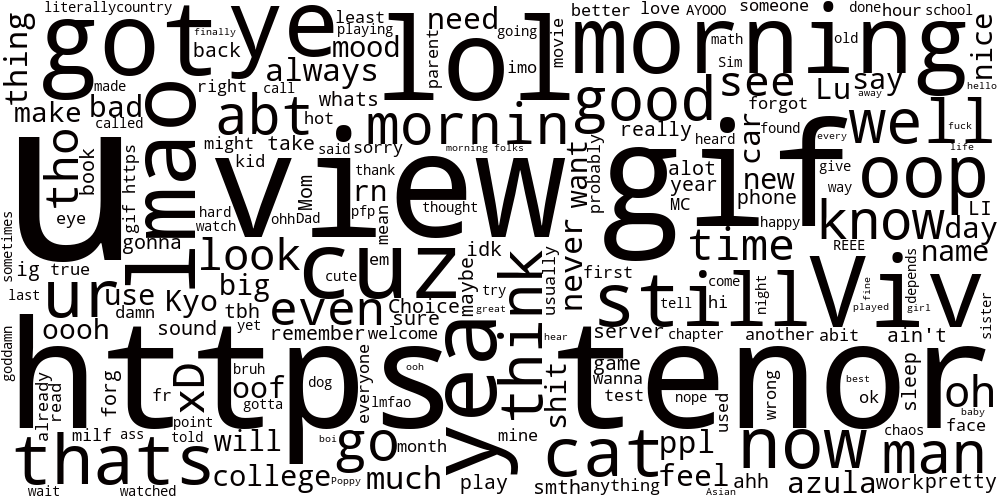 literallycountry
thing
got
finally
back
ye
least
playing
mood
always
parent
lol
need
going
imo
movie
better
love
AYOOO
someone
done
hour
school
morning
math
Sim
old
nice
hello
made
make
bad
called
right
call
whats
lmao
abt
hot
mornin
good
really
see
forgot
heard
found
car
Lu
say
away
well
fuck
life
u
tho
book
eye
gif https
might
take
kid
said
sorry
morning folks
view
Mom
thank
rn
pfp
mean
thought
want
probably
gif
alot
year
MC
new
phone
every
give
way
oop
LI
sometimes
hard
watch
ohh
Dad
happy
know
day
gonna
look
cuz
em
cute
idk
maybe
never
usually
time
REEE
name
ig
true
last
ur
use
damn
Kyo
big
tbh
yet
even
Choice
sure
try
great
first
still
tell
come
hi
night
Viv
fine
played
depends
girl
sister
goddamn
oooh
sound
remember
welcome
yea
think
hear
server
chapter
another
abit
ain't
https
already
read
forg
fr
xD
bruh
oof
gotta
dog
everyone
ooh
lmfao
shit
tenor
game
wanna
test
nope
used
wrong
best
ok
sleep
oh
baby
face
thats
milf
ass
point
told
will
boi
go
month
mine
cat
ppl
now
chaos
man
wait
watched
college
Poppy
much
play
smth
anything
feel
Asian
ahh
azula
work
pretty